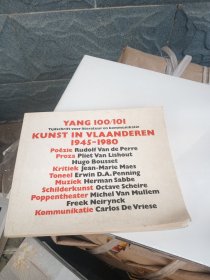 YANG 100/101
Tijdschrift voor literatuur en kommunikatie
KUNST IN VLAANDEREN
1945-1980
Poëzie Rudolf Van de Perre
Proza Pliet Van Lishout
Hugo Bousset
Kritiek Jean-Marie Maes
Toneel Erwin D.A. Penning
Muziek Herman Sabbe
Schilderkunst Octave Scheire
Poppentheater Michel Van Mullem
Freek Neirynck
Kommunikatie Carlos De Vriese